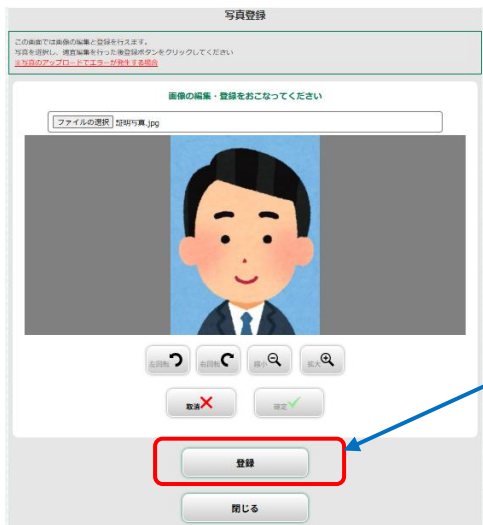 写真登録
この画面では画像の編集と登録を行えます。
写真を選択し、適宜編集を行った後登録ボタンをクリックしてください
※写真のアップロードでエラーが発生する場合
画像の編集・登録をおこなってください
ファイルの選択 証明写真.jpg
左回転 右回転 縮小 拡大
取消 確定
登録
閉じる